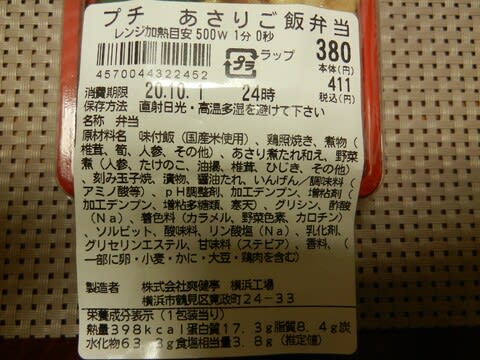 プチ　あさりご飯弁当
レンジ加熱目安 500W 1分 0秒
4570044322452
プラ
ラップ
380
本体(円)
411
税込(円)
消費期限　20.10. 1　24時
保存方法　直射日光・高温多湿を避けて下さい
名称　弁当
原材料名　味付飯（国産米使用）、鶏照焼き、煮物（
椎茸、筍、人参、その他）、あさり煮たれ和え、野菜
煮（人参、たけのこ、油揚、椎茸、ひじき、その他）
、刻み玉子焼、漬物、醤油たれ、いんげん／調味料（
アミノ酸等）、ｐＨ調整剤、加工デンプン、増粘剤（
加工デンプン、増粘多糖類、寒天）、グリシン、酢酸
（Ｎａ）、着色料（カラメル、野菜色素、カロチン）
、ソルビット、酸味料、リン酸塩（Ｎａ）、乳化剤、
グリセリンエステル、甘味料（ステビア）、香料、（
一部に卵・小麦・かに・大豆・鶏肉を含む）
製造者　株式会社爽健亭　横浜工場
横浜市鶴見区寛政町２４－３３
栄養成分表示（１包装当り）
熱量398kcal蛋白質17.3g脂質8.4g炭
水化物63.3g食塩相当量3.8g（推定値）